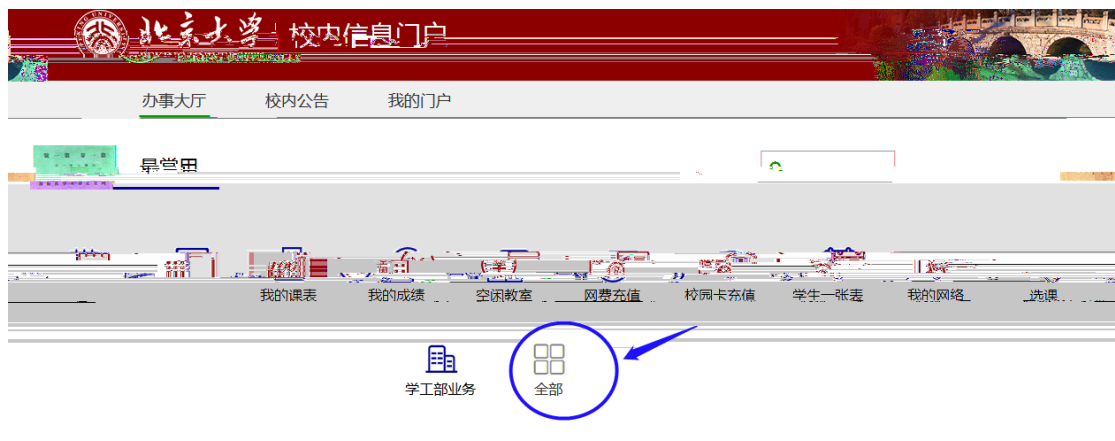 北京大学 校内信息门户
办事大厅 校内公告 我的门户
最常用
我的课表 我的成绩 空闲教室 网费充值 校园卡充值 学生一张表 我的网络 选课
学工部业务 全部